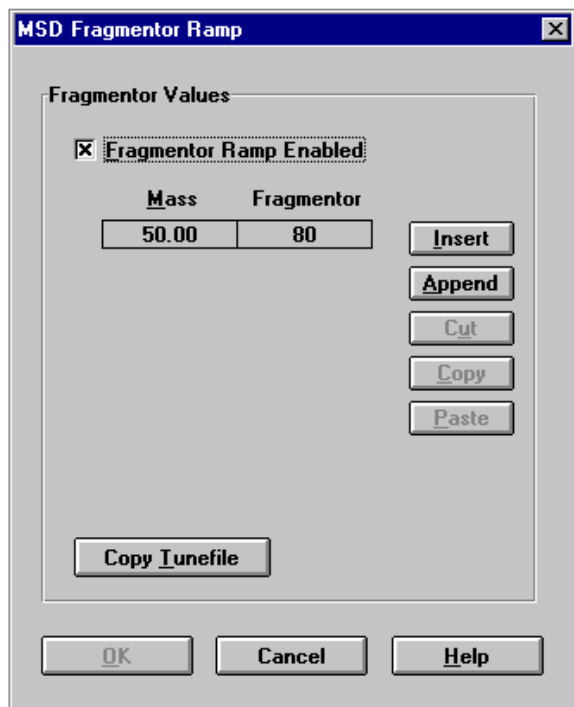 MSD Fragmentor Ramp
Fragmentor Values
Fragmentor Ramp Enabled
Mass Fragmentor
50.00 80
Insert
Append
Cut
Copy
Paste
Copy Tunefile
OK Cancel Help